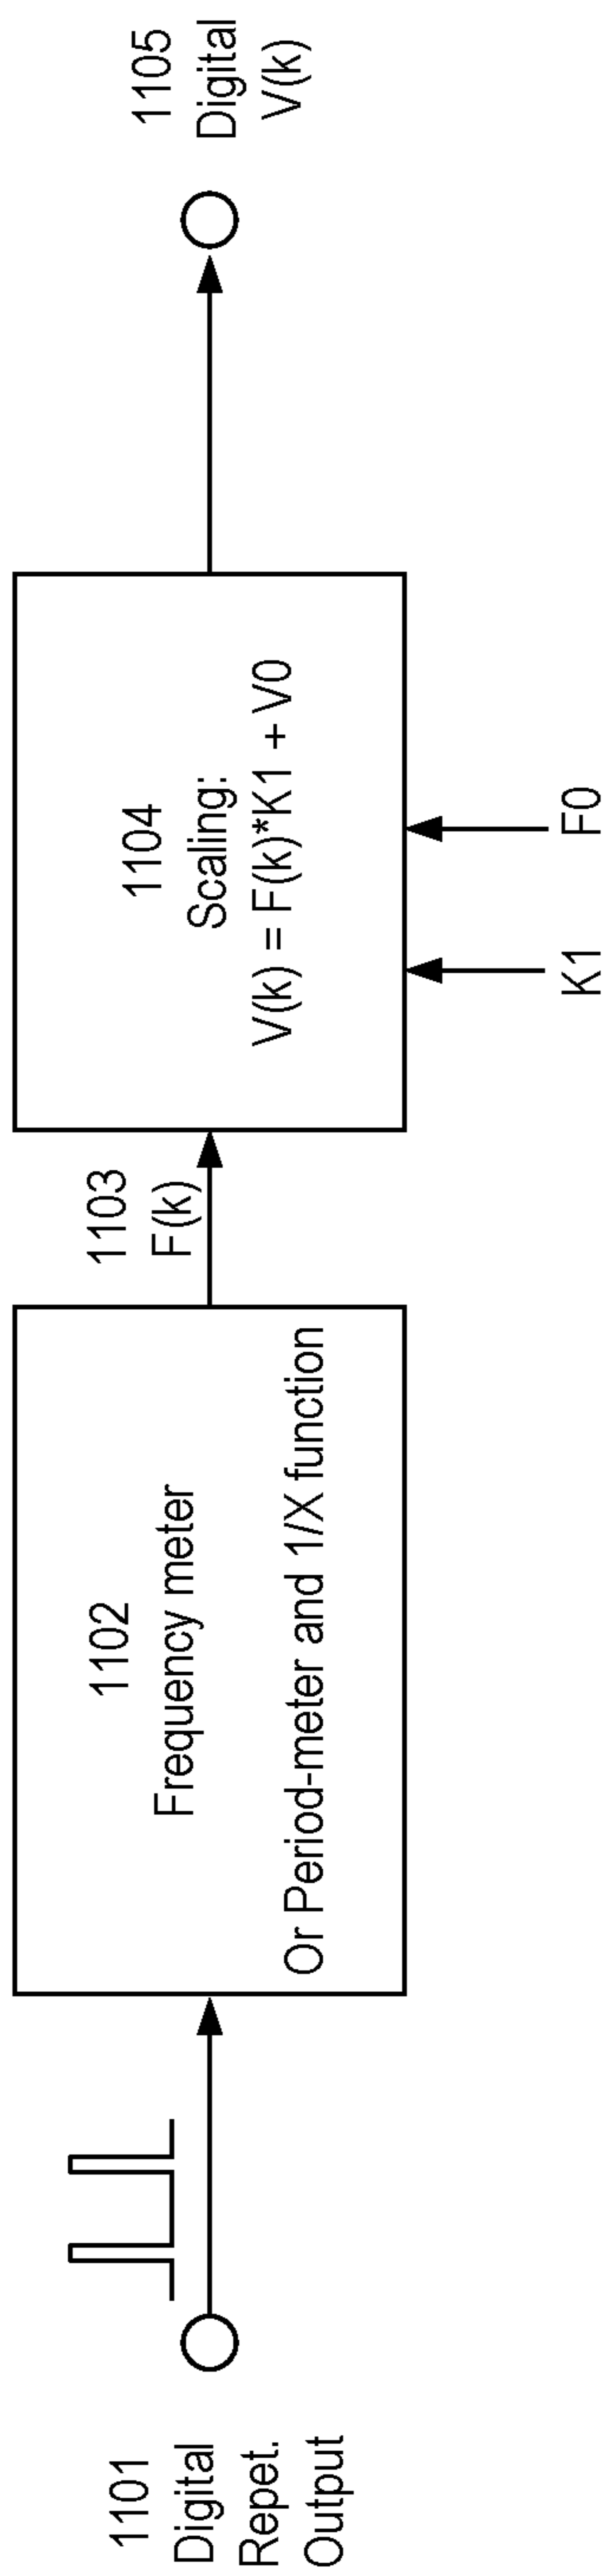 1101
Digital
Repet.
Output
1102
Frequency meter
Or Period-meter and 1/X function
1103
F(k)
1104
Scaling:
V(k) = F(k)*K1 + V0
K1
F0
1105
Digital
V(k)